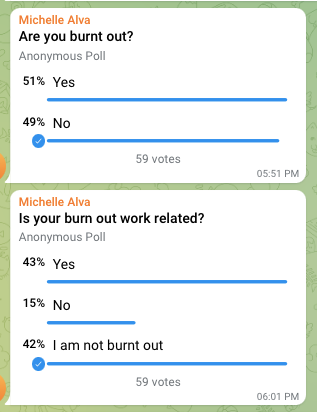 Michelle Alva
Are you burnt out?
Anonymous Poll
51% Yes
49% No
59 votes
05:51 PM
Michelle Alva
Is your burn out work related?
Anonymous Poll
43% Yes
15% No
42% I am not burnt out
59 votes
06:01 PM